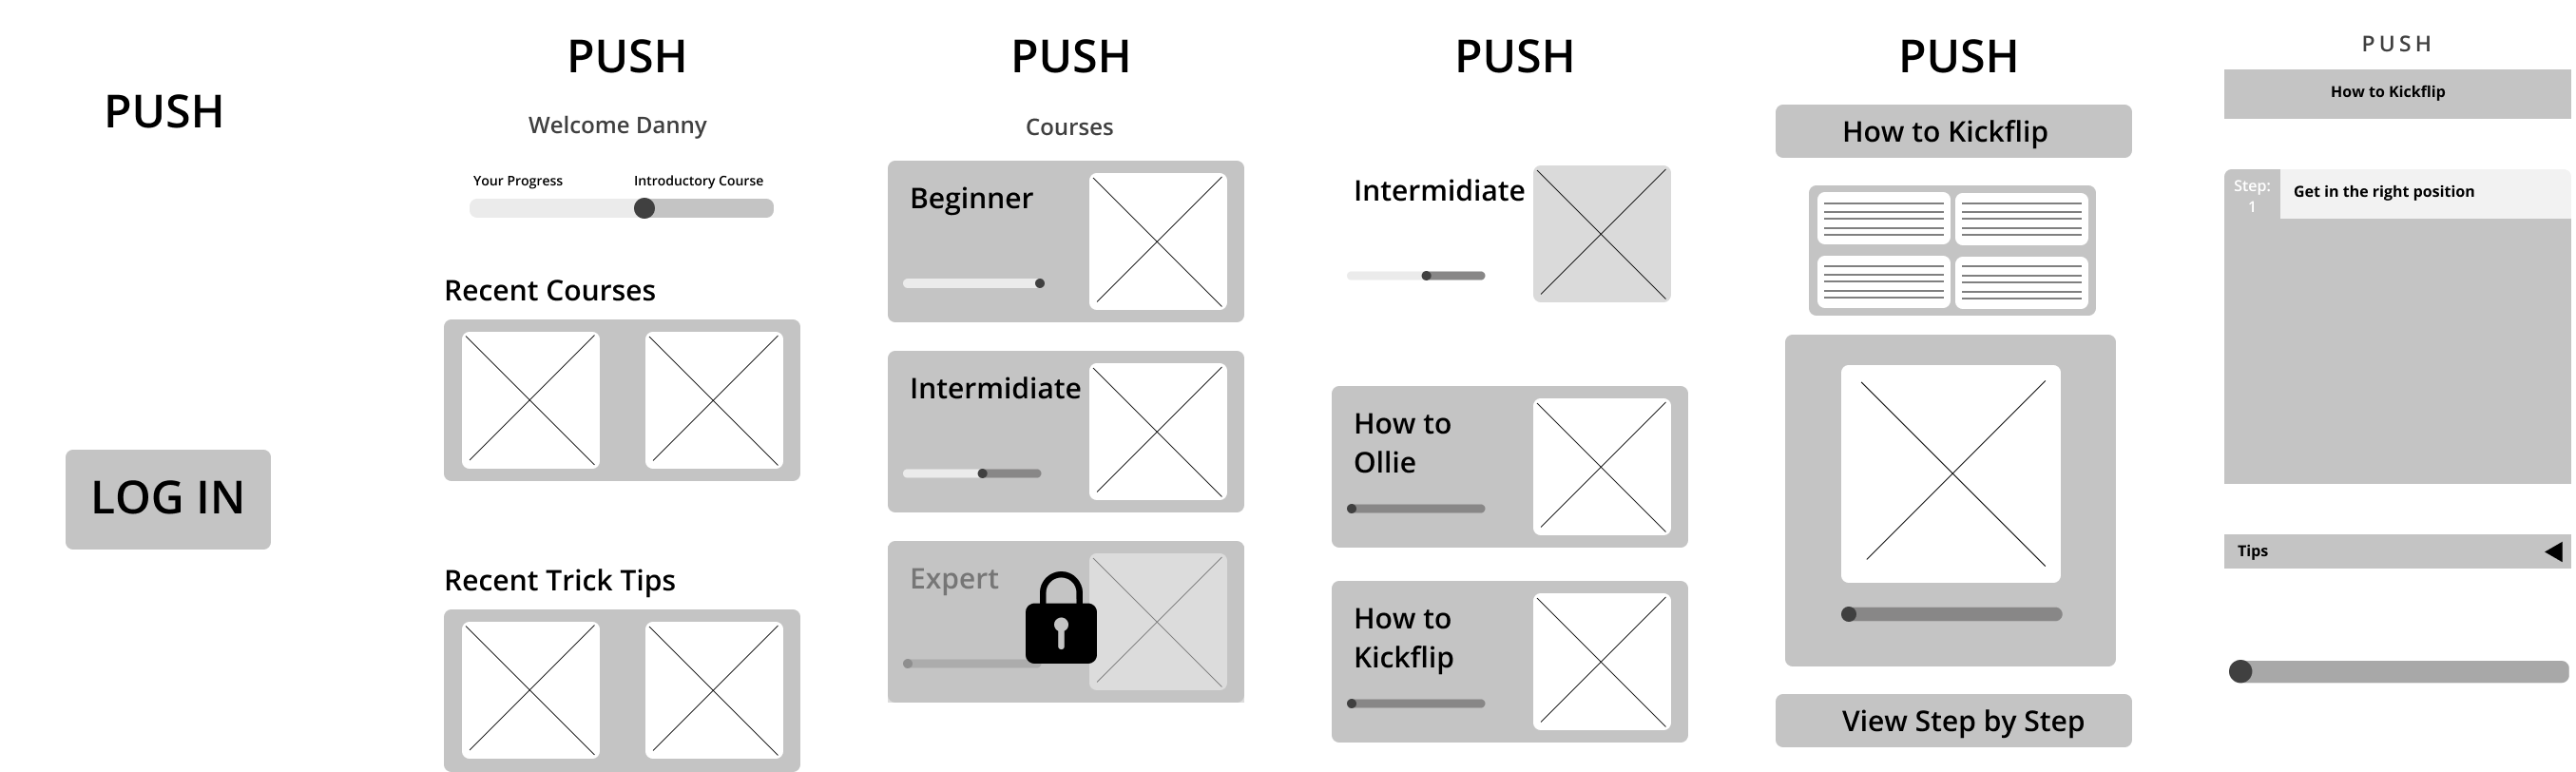 PUSH
LOG IN
PUSH
Welcome Danny
Your Progress
Introductory Course
Recent Courses
Recent Trick Tips
PUSH
Courses
Beginner
Intermidiate
Expert
PUSH
Intermidiate
How to
Ollie
How to
Kickflip
PUSH
How to Kickflip
View Step by Step
PUSH
How to Kickflip
Step:
1
Get in the right position
Tips